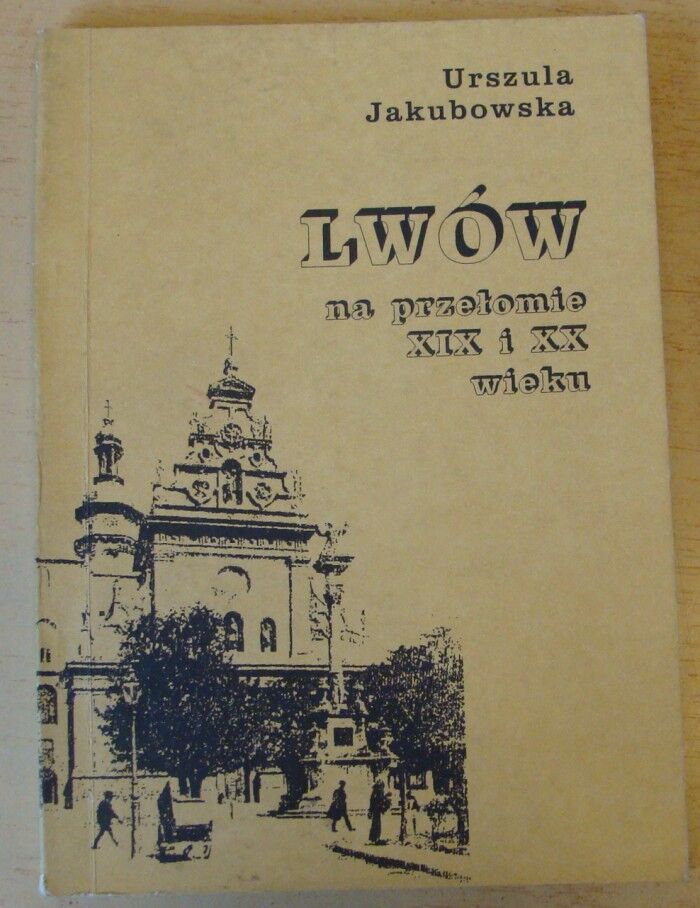 Urszula
Jakubowska
LWÓW
na przełomie
XIX i XX
wieku